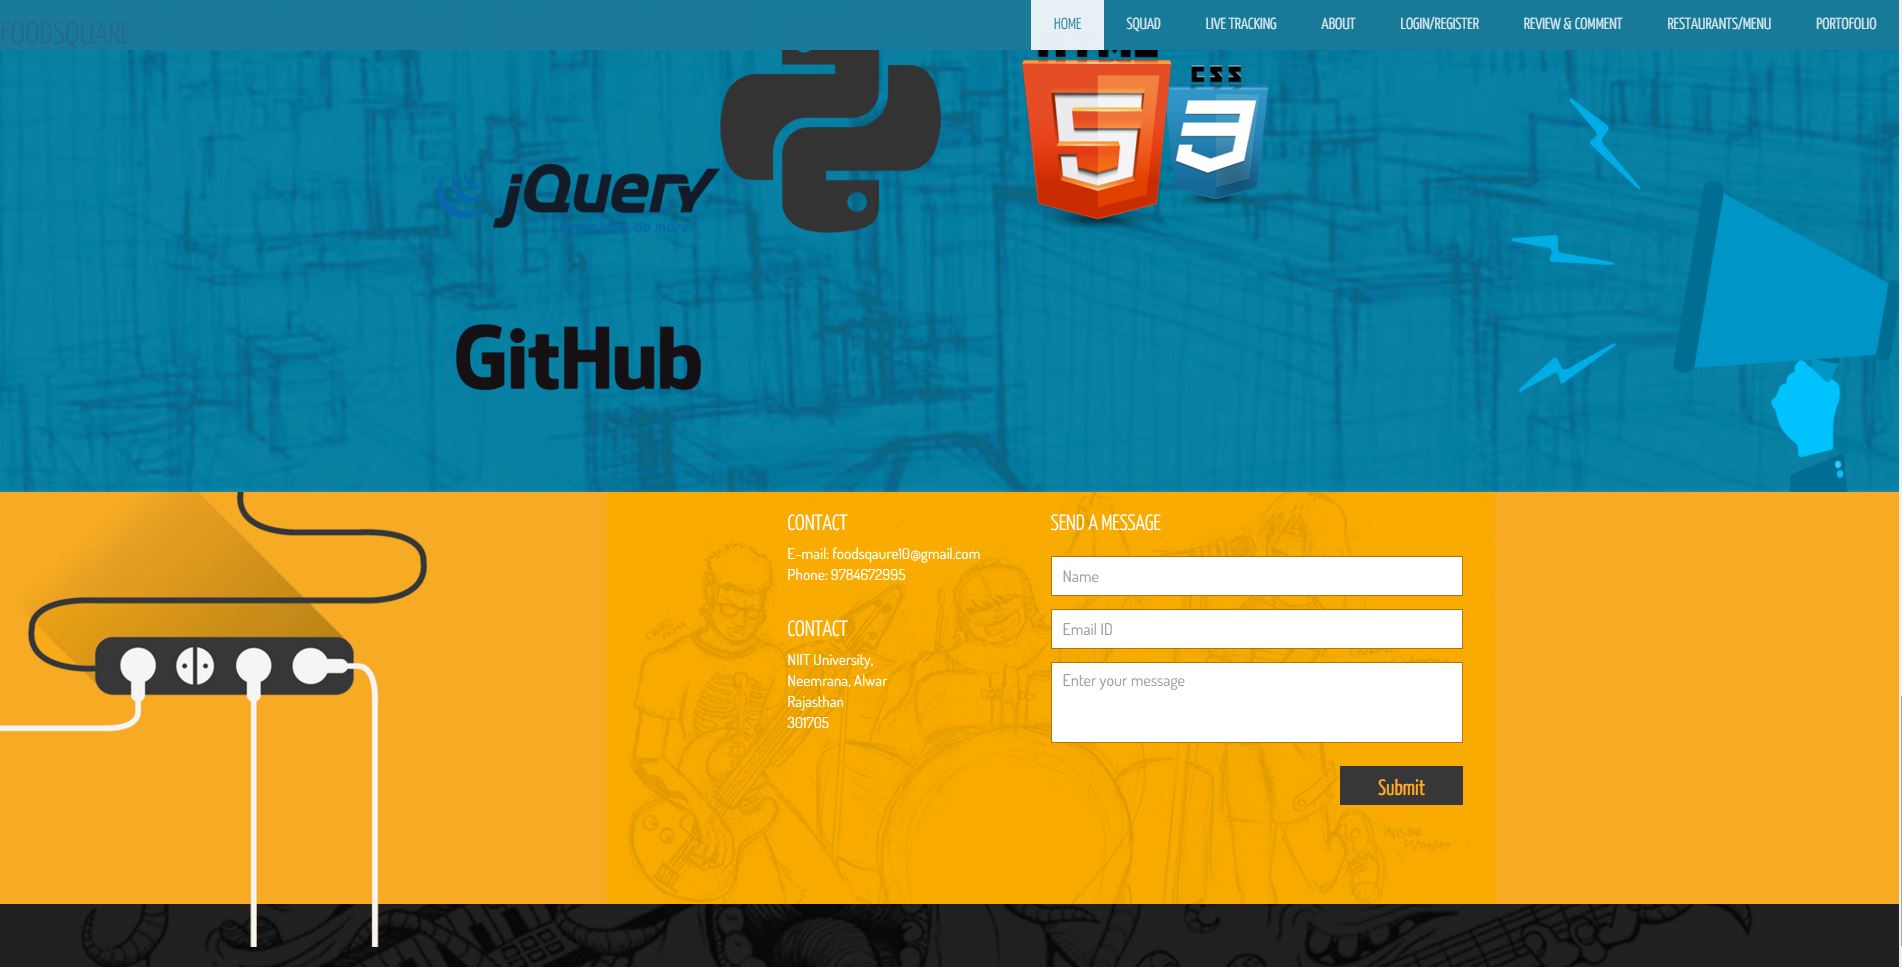 FOODSQUARE
HOME
SQUAD
LIVE TRACKING
ABOUT
LOGIN/REGISTER
REVIEW & COMMENT
RESTAURANTS/MENU
PORTOFOLIO
HTML
CSS
5
3
jQuery
write less, do more.
GitHub
CONTACT
E-mail: foodsqaure10@gmail.com
Phone: 9784672995
CONTACT
NIIT University,
Neemrana, Alwar
Rajasthan
301705
SEND A MESSAGE
Name
Email ID
Enter your message
Submit